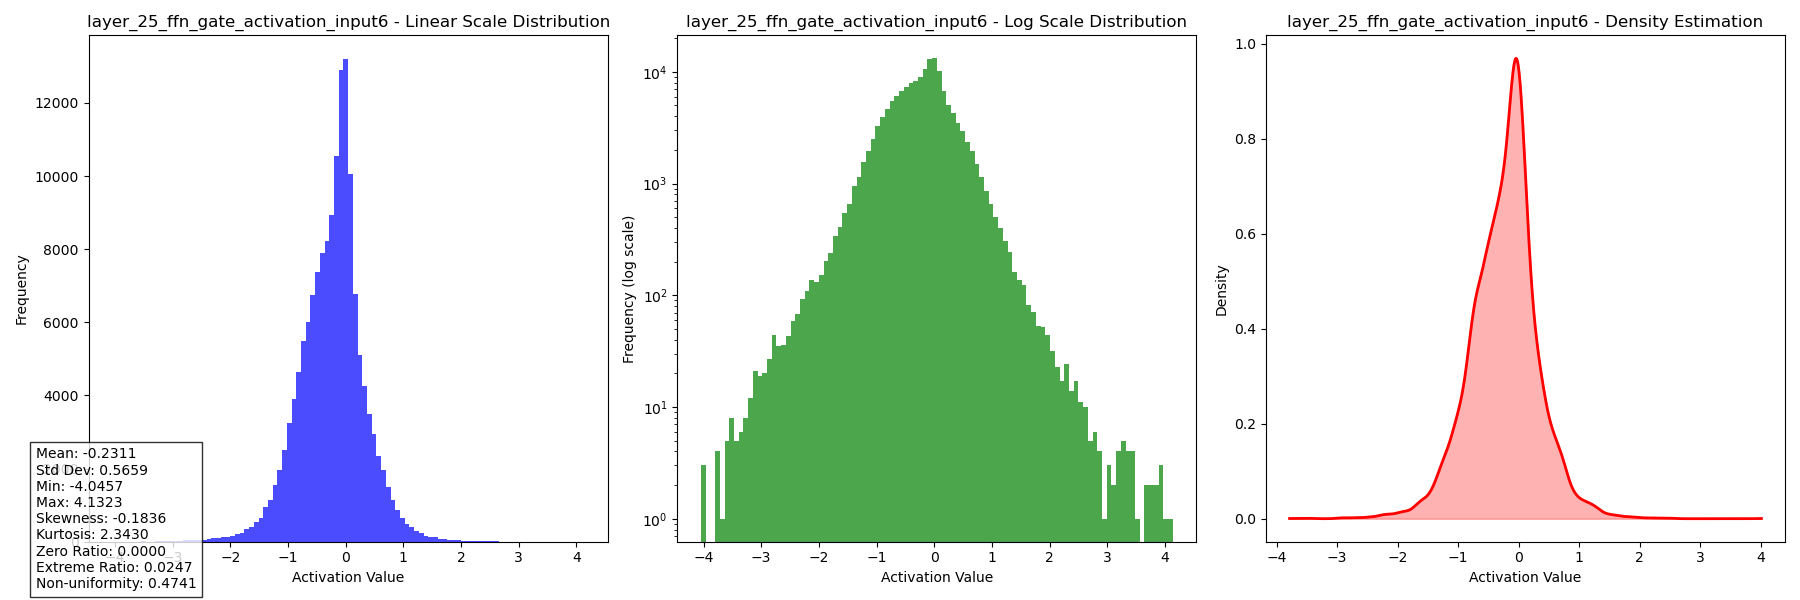 layer_25_ffn_gate_activation_input6 - Linear Scale Distribution
Frequency
12000
10000
8000
6000
4000
0
−4 −3 −2 −1 0 1 2 3 4
Activation Value
Mean: -0.2311
Std Dev: 0.5659
Min: -4.0457
Max: 4.1323
Skewness: -0.1836
Kurtosis: 2.3430
Zero Ratio: 0.0000
Extreme Ratio: 0.0247
Non-uniformity: 0.4741
layer_25_ffn_gate_activation_input6 - Log Scale Distribution
Frequency (log scale)
10⁴
10³
10²
10¹
10⁰
−4 −3 −2 −1 0 1 2 3 4
Activation Value
layer_25_ffn_gate_activation_input6 - Density Estimation
Density
1.0
0.8
0.6
0.4
0.2
0.0
−4 −3 −2 −1 0 1 2 3 4
Activation Value